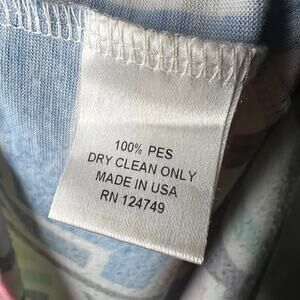 100% PES
DRY CLEAN ONLY
MADE IN USA
RN 124749